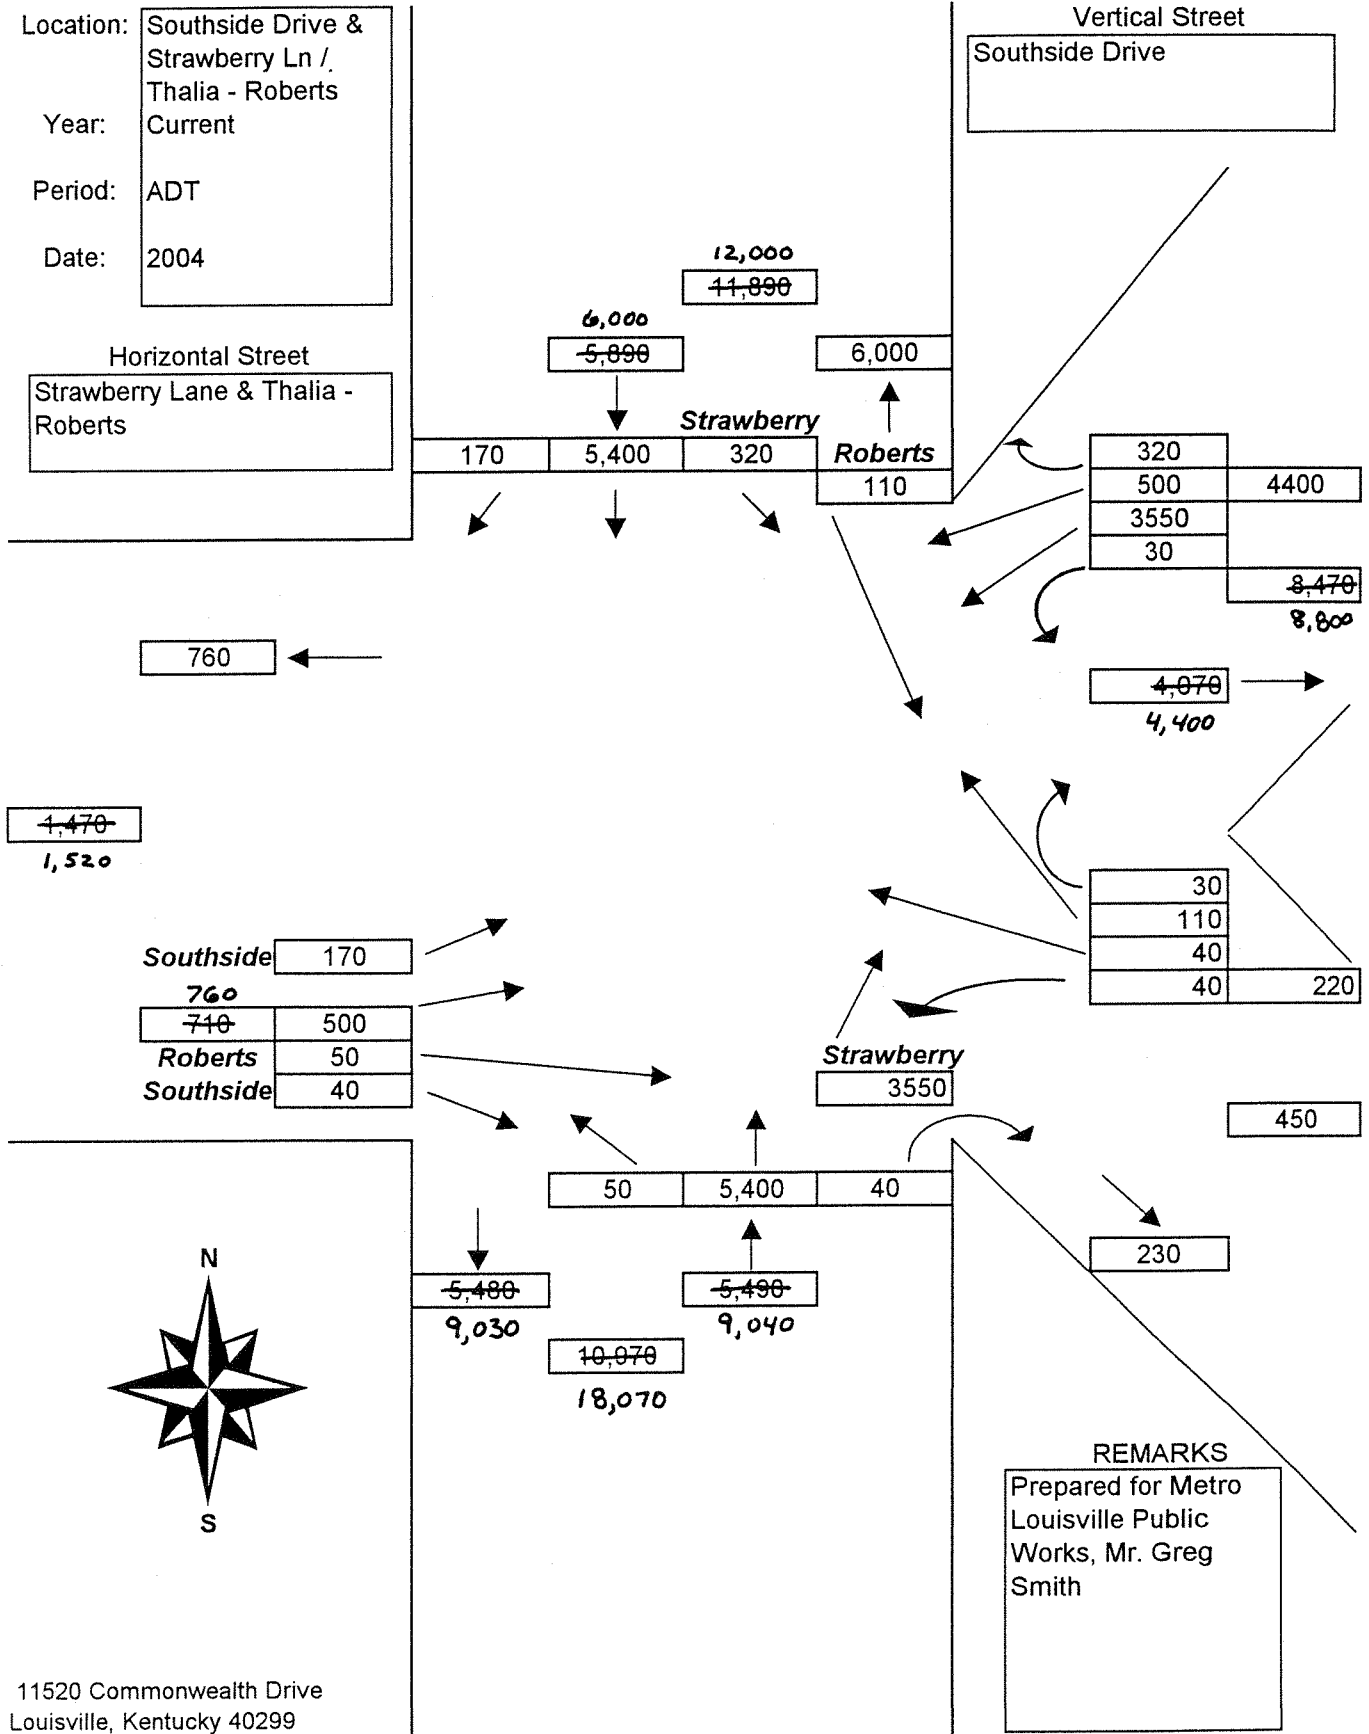 Location: Southside Drive &
Strawberry Ln /
Thalia - Roberts
Year: Current
Period: ADT
Date: 2004
Vertical Street
Southside Drive
Horizontal Street
Strawberry Lane & Thalia -
Roberts
12,000
11,890
6,000
5,890
6,000
Strawberry
170 5,400 320 Roberts
110
320
500 4400
3550
30
8,470
8,800
760
4,070
4,400
1,470
1,520
30
110
40
40 220
Southside 170
760
710 500
Roberts 50
Southside 40
Strawberry
3550
450
50 5,400 40
230
5,480 5,490
9,030 9,040
10,970
18,070
N
S
REMARKS
Prepared for Metro
Louisville Public
Works, Mr. Greg
Smith
11520 Commonwealth Drive
Louisville, Kentucky 40299